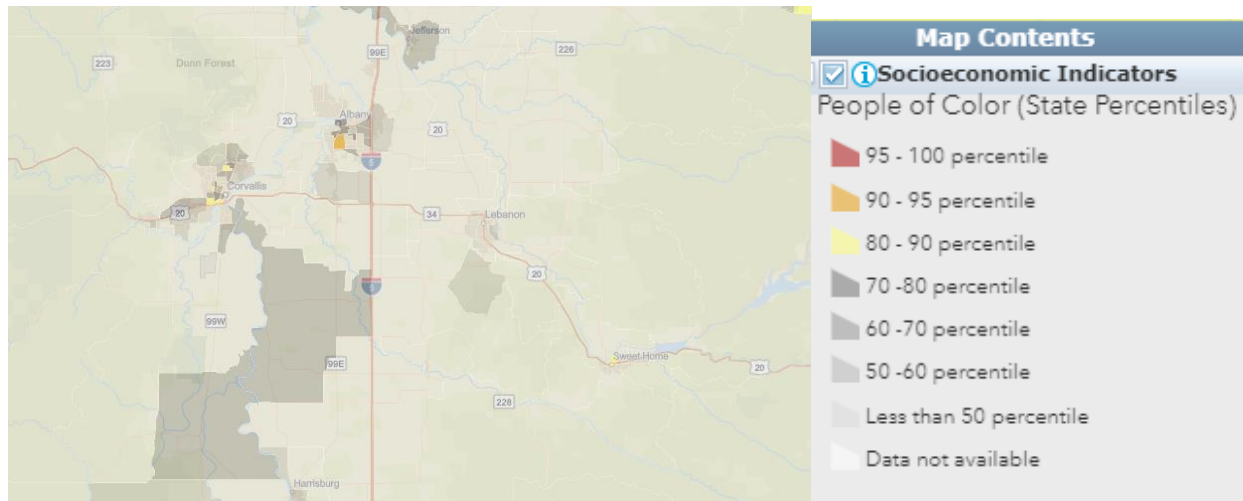 Jefferson
99E
226
223
Dunn Forest
Albany
20
20
5
Corvallis
20
34
Lebanon
20
5
99W
99E
Sweet Home
20
228
Harrisburg
Map Contents
Socioeconomic Indicators
People of Color (State Percentiles)
95 - 100 percentile
90 - 95 percentile
80 - 90 percentile
70 -80 percentile
60 -70 percentile
50 -60 percentile
Less than 50 percentile
Data not available